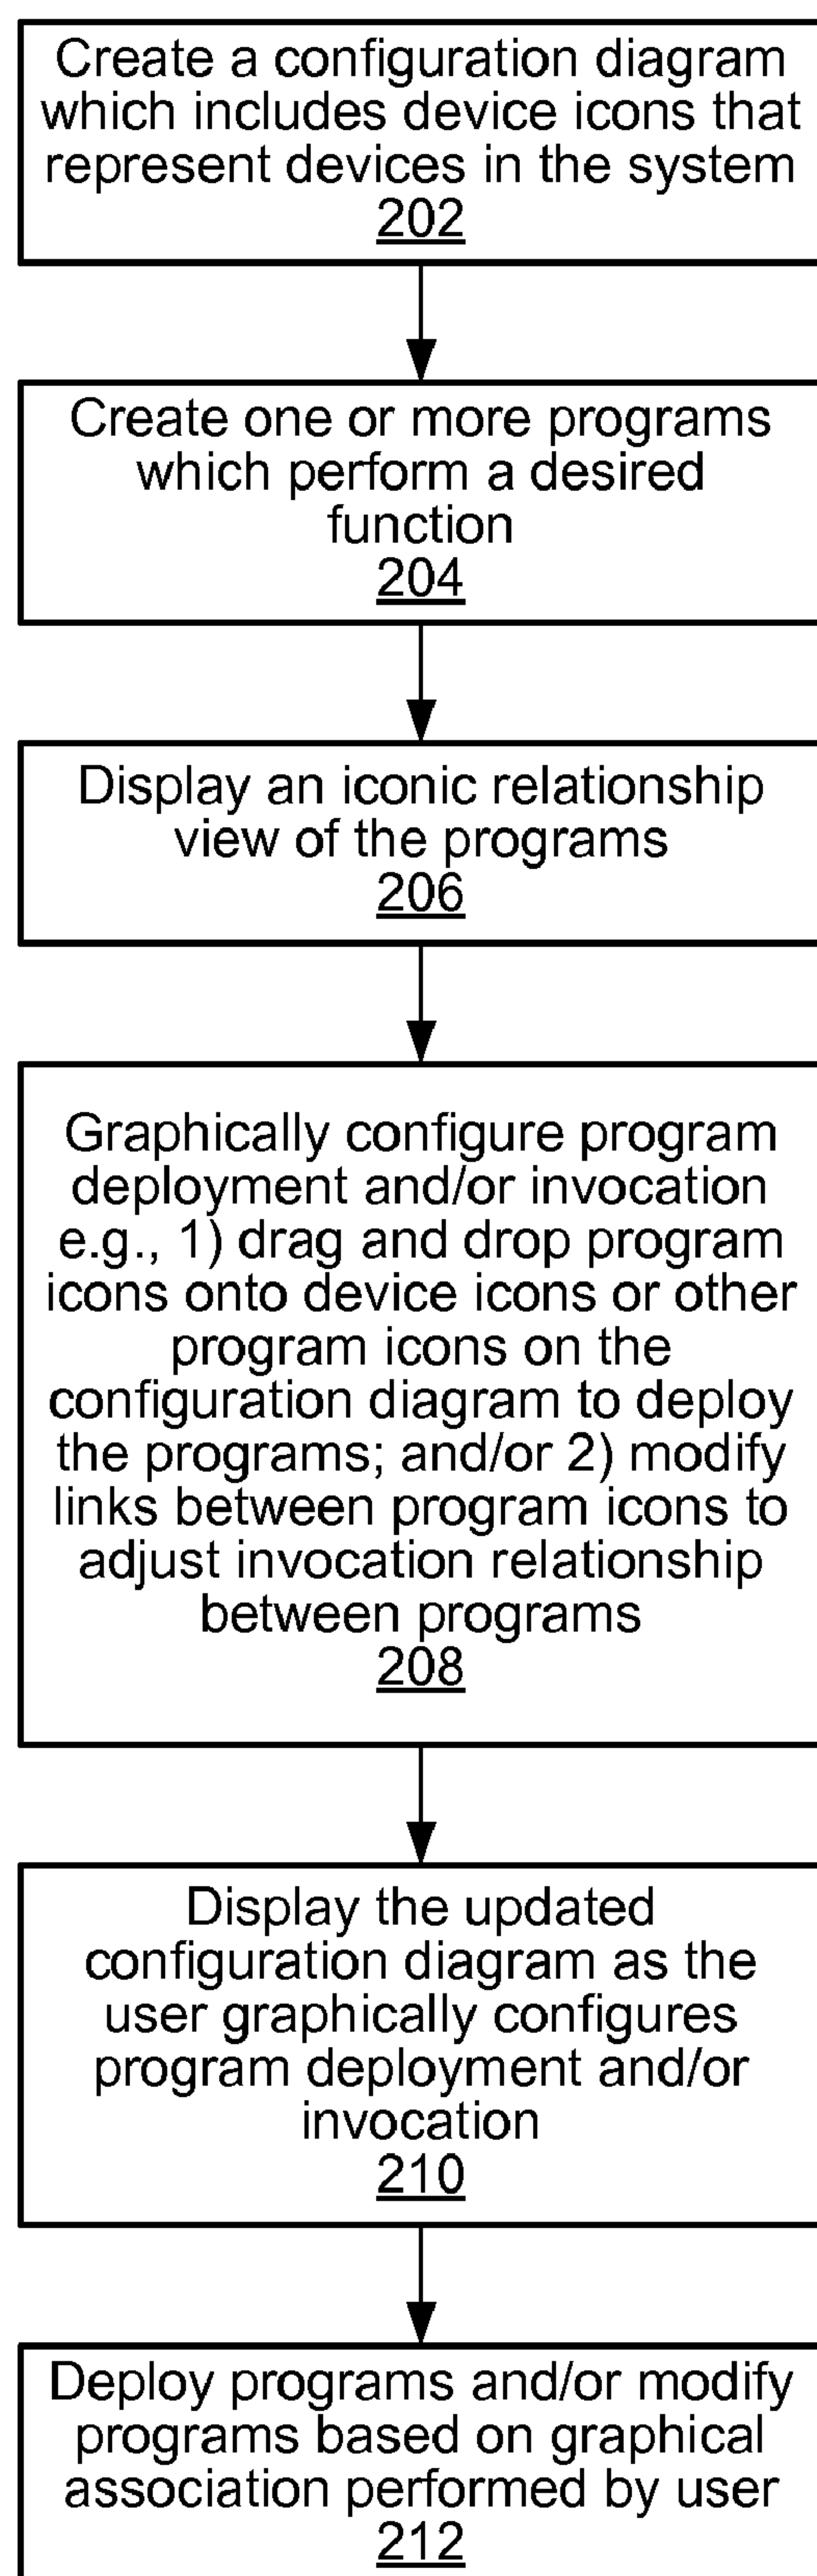 Create a configuration diagram
which includes device icons that
represent devices in the system
202
Create one or more programs
which perform a desired
function
204
Display an iconic relationship
view of the programs
206
Graphically configure program
deployment and/or invocation
e.g., 1) drag and drop program
icons onto device icons or other
program icons on the
configuration diagram to deploy
the programs; and/or 2) modify
links between program icons to
adjust invocation relationship
between programs
208
Display the updated
configuration diagram as the
user graphically configures
program deployment and/or
invocation
210
Deploy programs and/or modify
programs based on graphical
association performed by user
212